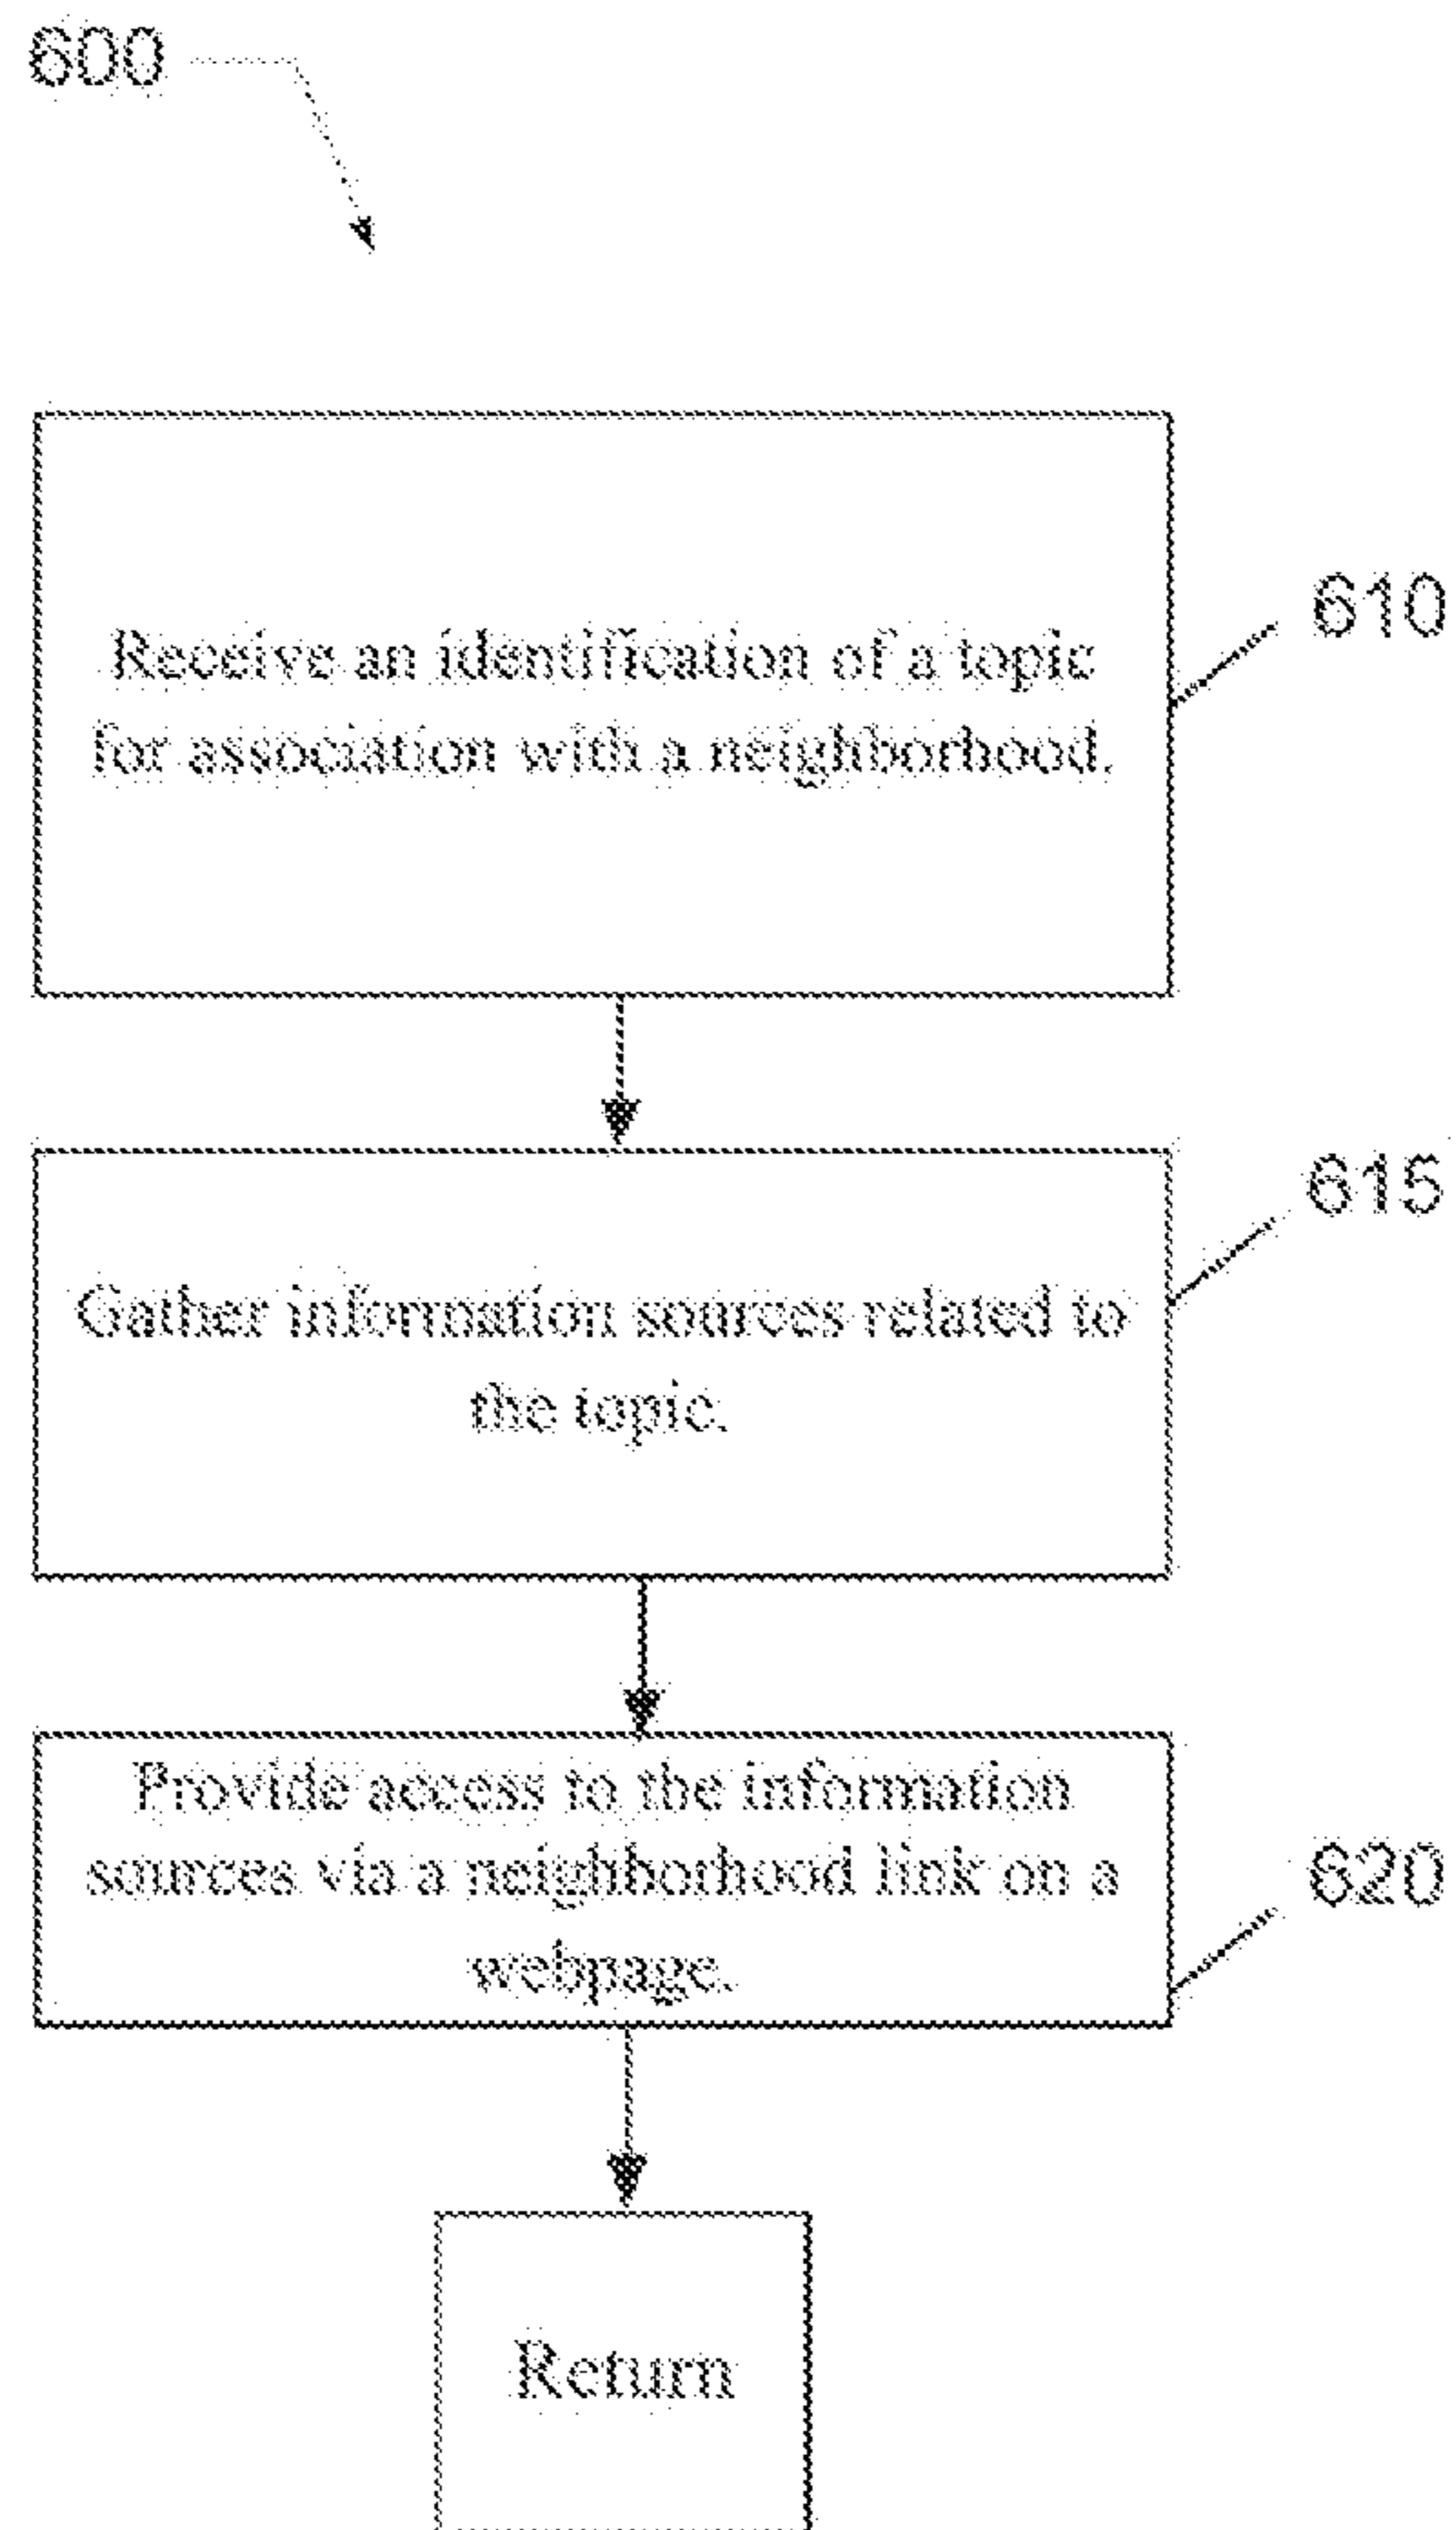 600
Receive an identification of a topic
for association with a neighborhood.
610
Gather information sources related to
the topic.
615
Provide access to the information
sources via a neighborhood link on a
webpage.
620
Return